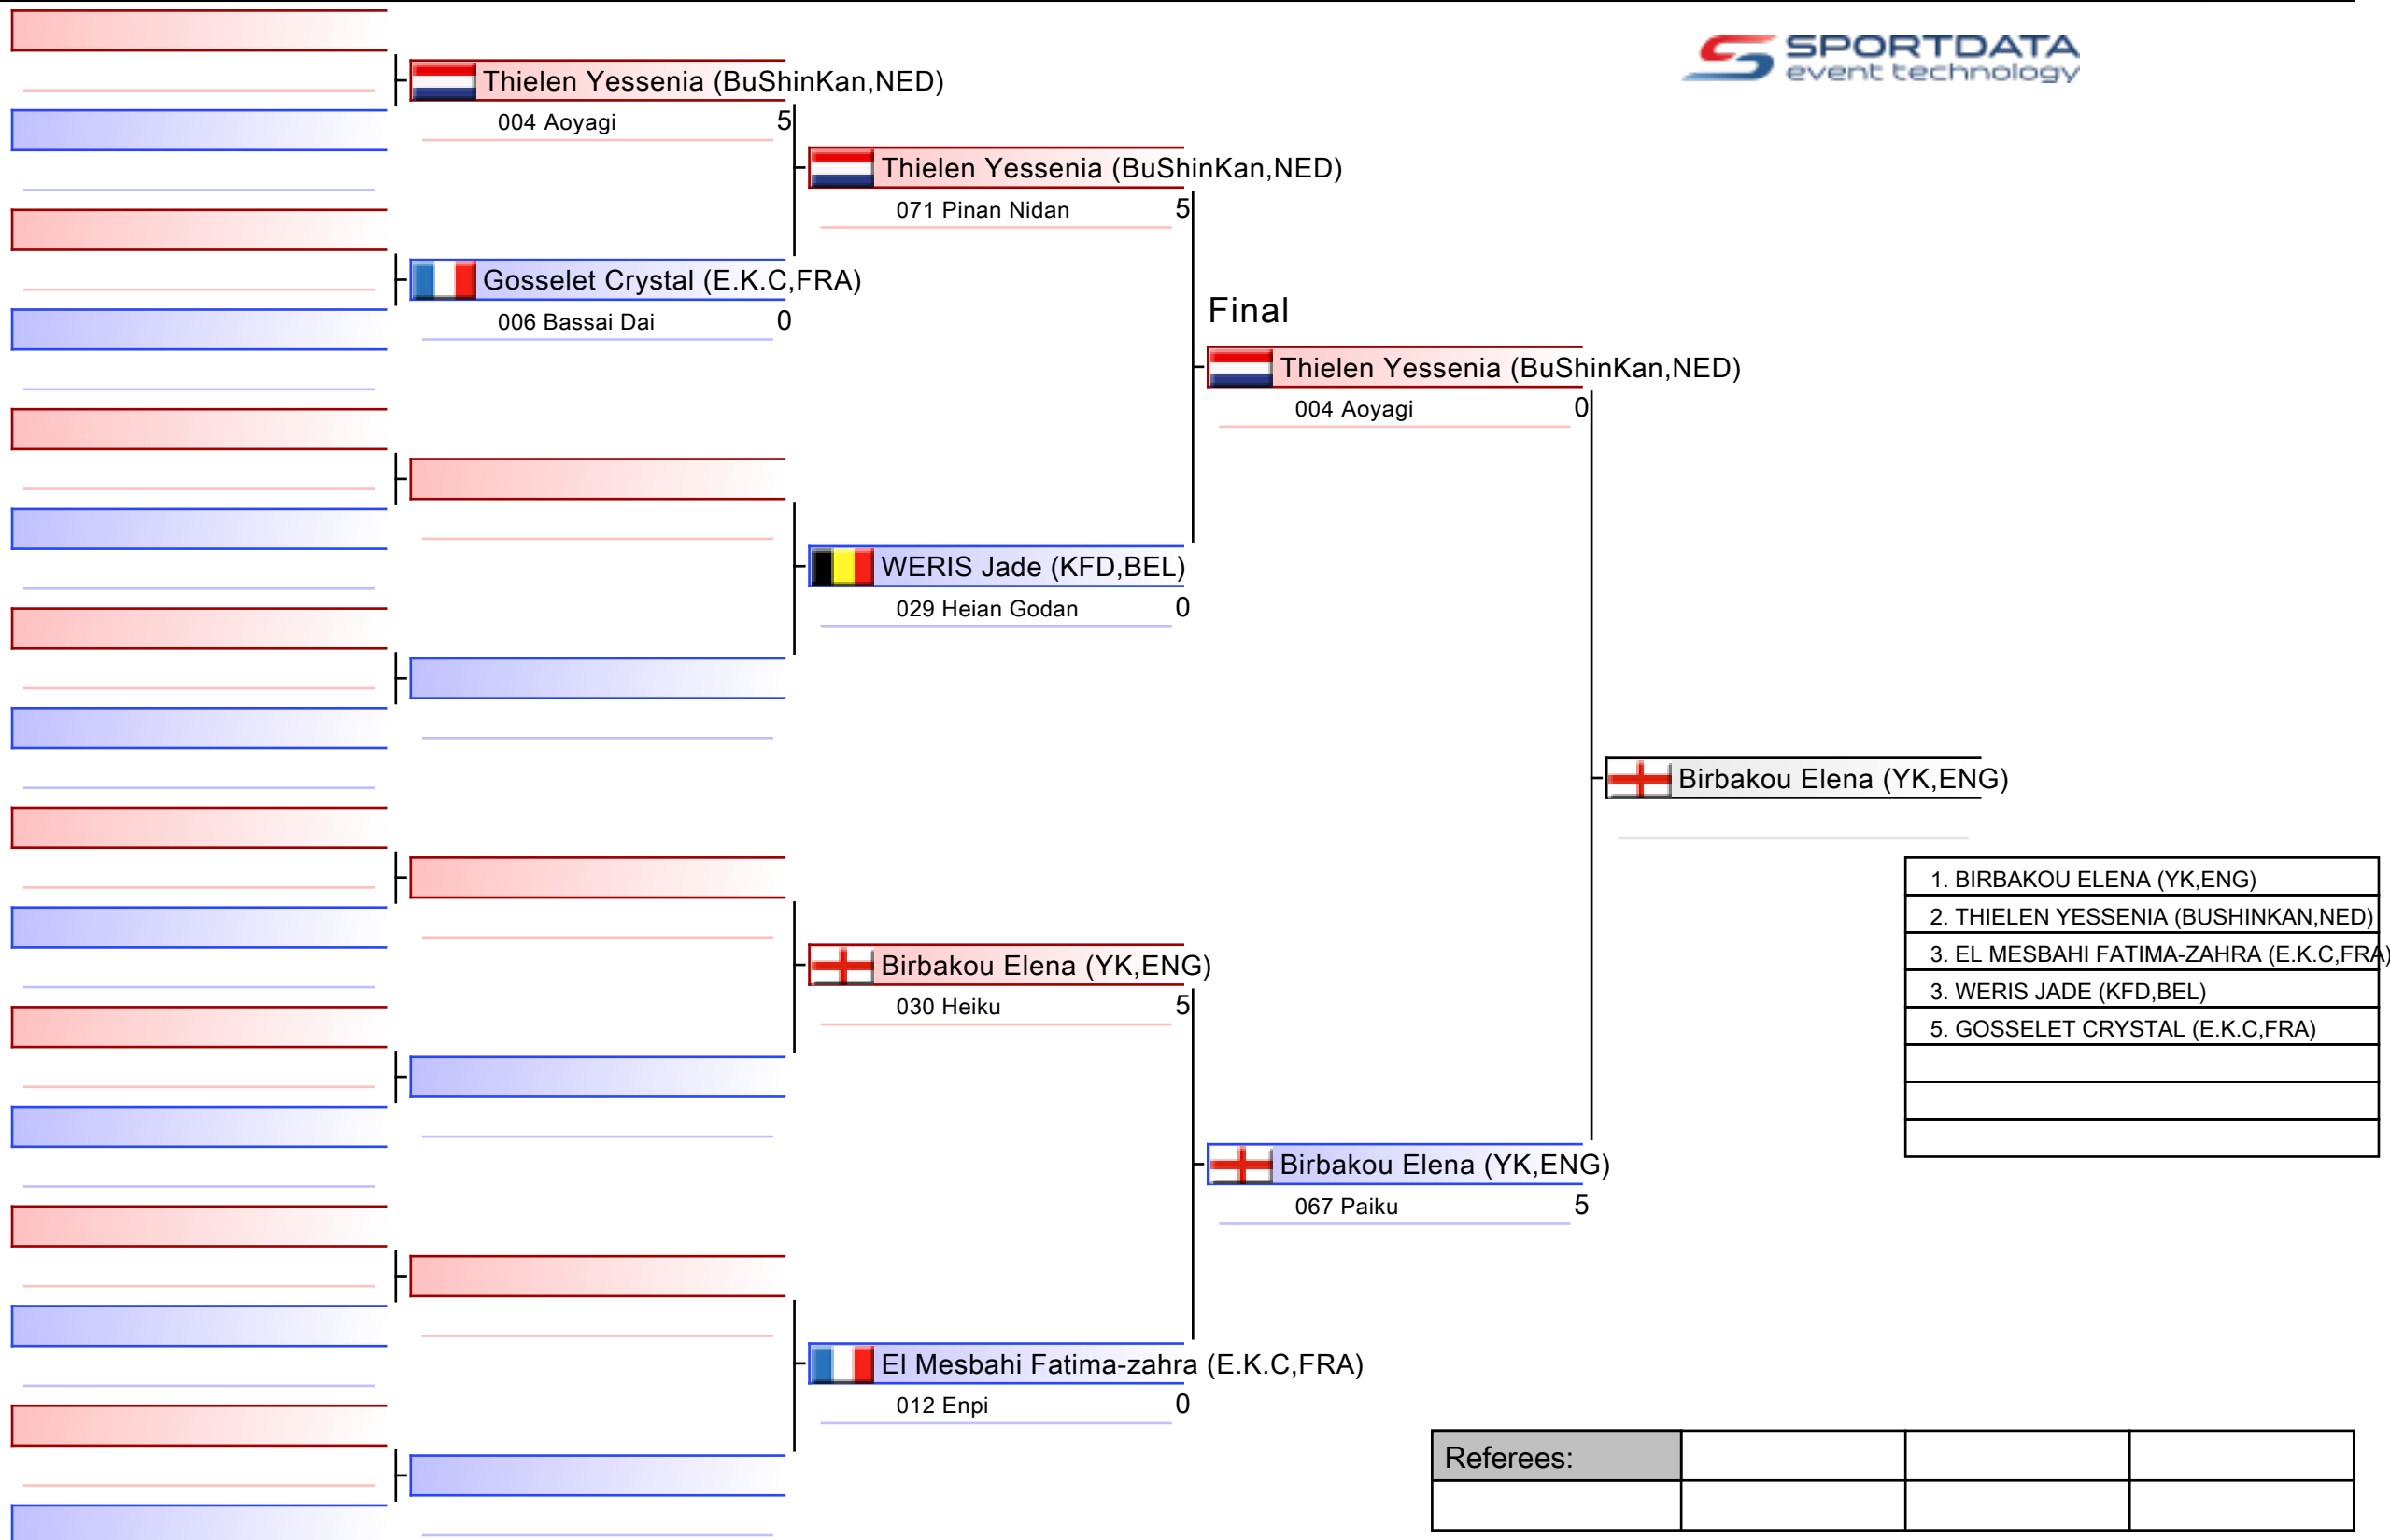 SPORTDATA
event technology
Thielen Yessenia (BuShinKan,NED)
004 Aoyagi 5
Thielen Yessenia (BuShinKan,NED)
071 Pinan Nidan 5
Gosselet Crystal (E.K.C,FRA)
006 Bassai Dai 0
Final
Thielen Yessenia (BuShinKan,NED)
004 Aoyagi 0
WERIS Jade (KFD,BEL)
029 Heian Godan 0
Birbakou Elena (YK,ENG)
1. BIRBAKOU ELENA (YK,ENG)
2. THIELEN YESSENIA (BUSHINKAN,NED)
3. EL MESBAHI FATIMA-ZAHRA (E.K.C,FRA)
3. WERIS JADE (KFD,BEL)
5. GOSSELET CRYSTAL (E.K.C,FRA)
Birbakou Elena (YK,ENG)
030 Heiku 5
Birbakou Elena (YK,ENG)
067 Paiku 5
El Mesbahi Fatima-zahra (E.K.C,FRA)
012 Enpi 0
Referees: